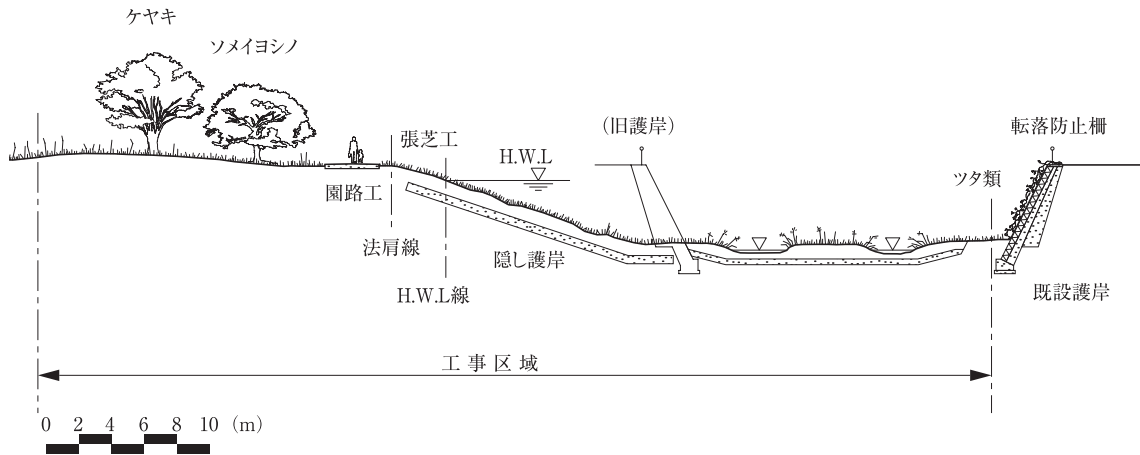 ケヤキ
ソメイヨシノ
張芝工
H.W.L
(旧護岸)
転落防止柵
ツタ類
園路工
法肩線
隠し護岸
H.W.L線
既設護岸
工事区域
0 2 4 6 8 10 (m)